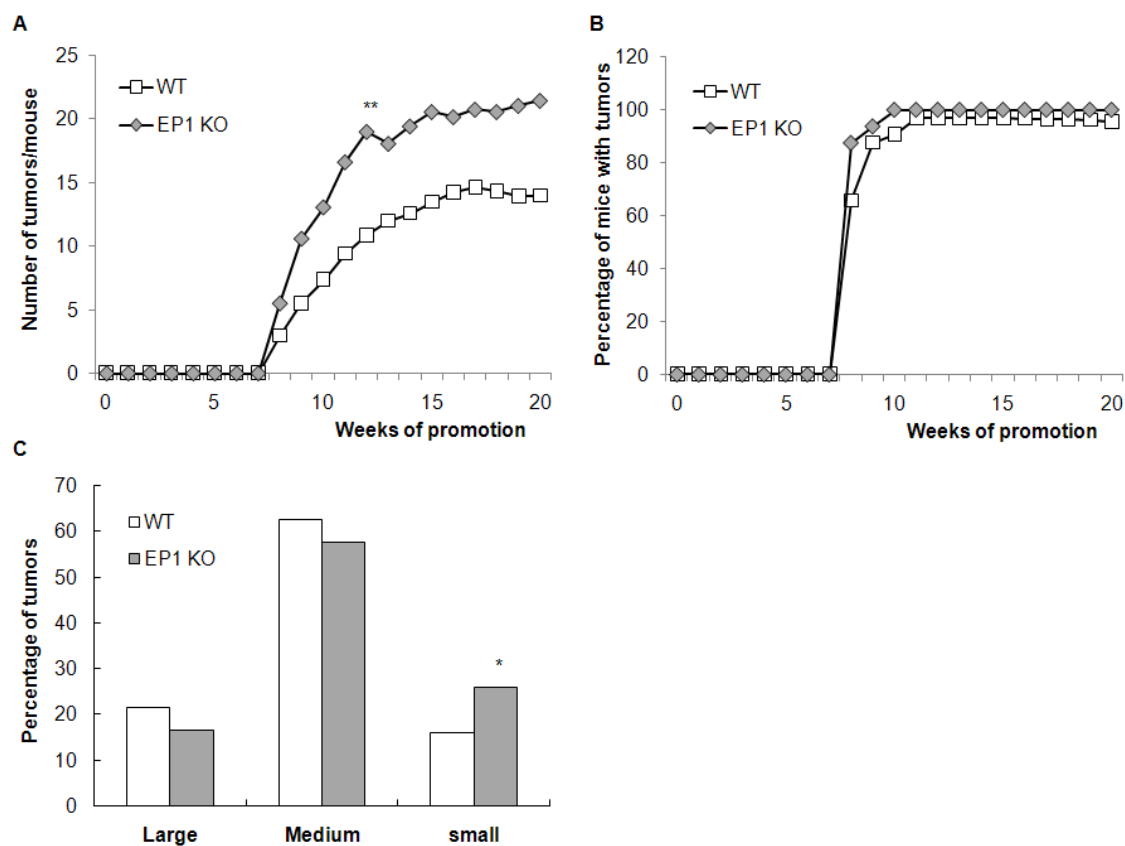 A
Number of tumors/mouse
25
20
15
10
5
0
WT
EP1 KO
**
0 5 10 15 20
Weeks of promotion
B
Percentage of mice with tumors
120
100
80
60
40
20
0
WT
EP1 KO
0 5 10 15 20
Weeks of promotion
C
Percentage of tumors
70
60
50
40
30
20
10
0
WT
EP1 KO
*
Large Medium small